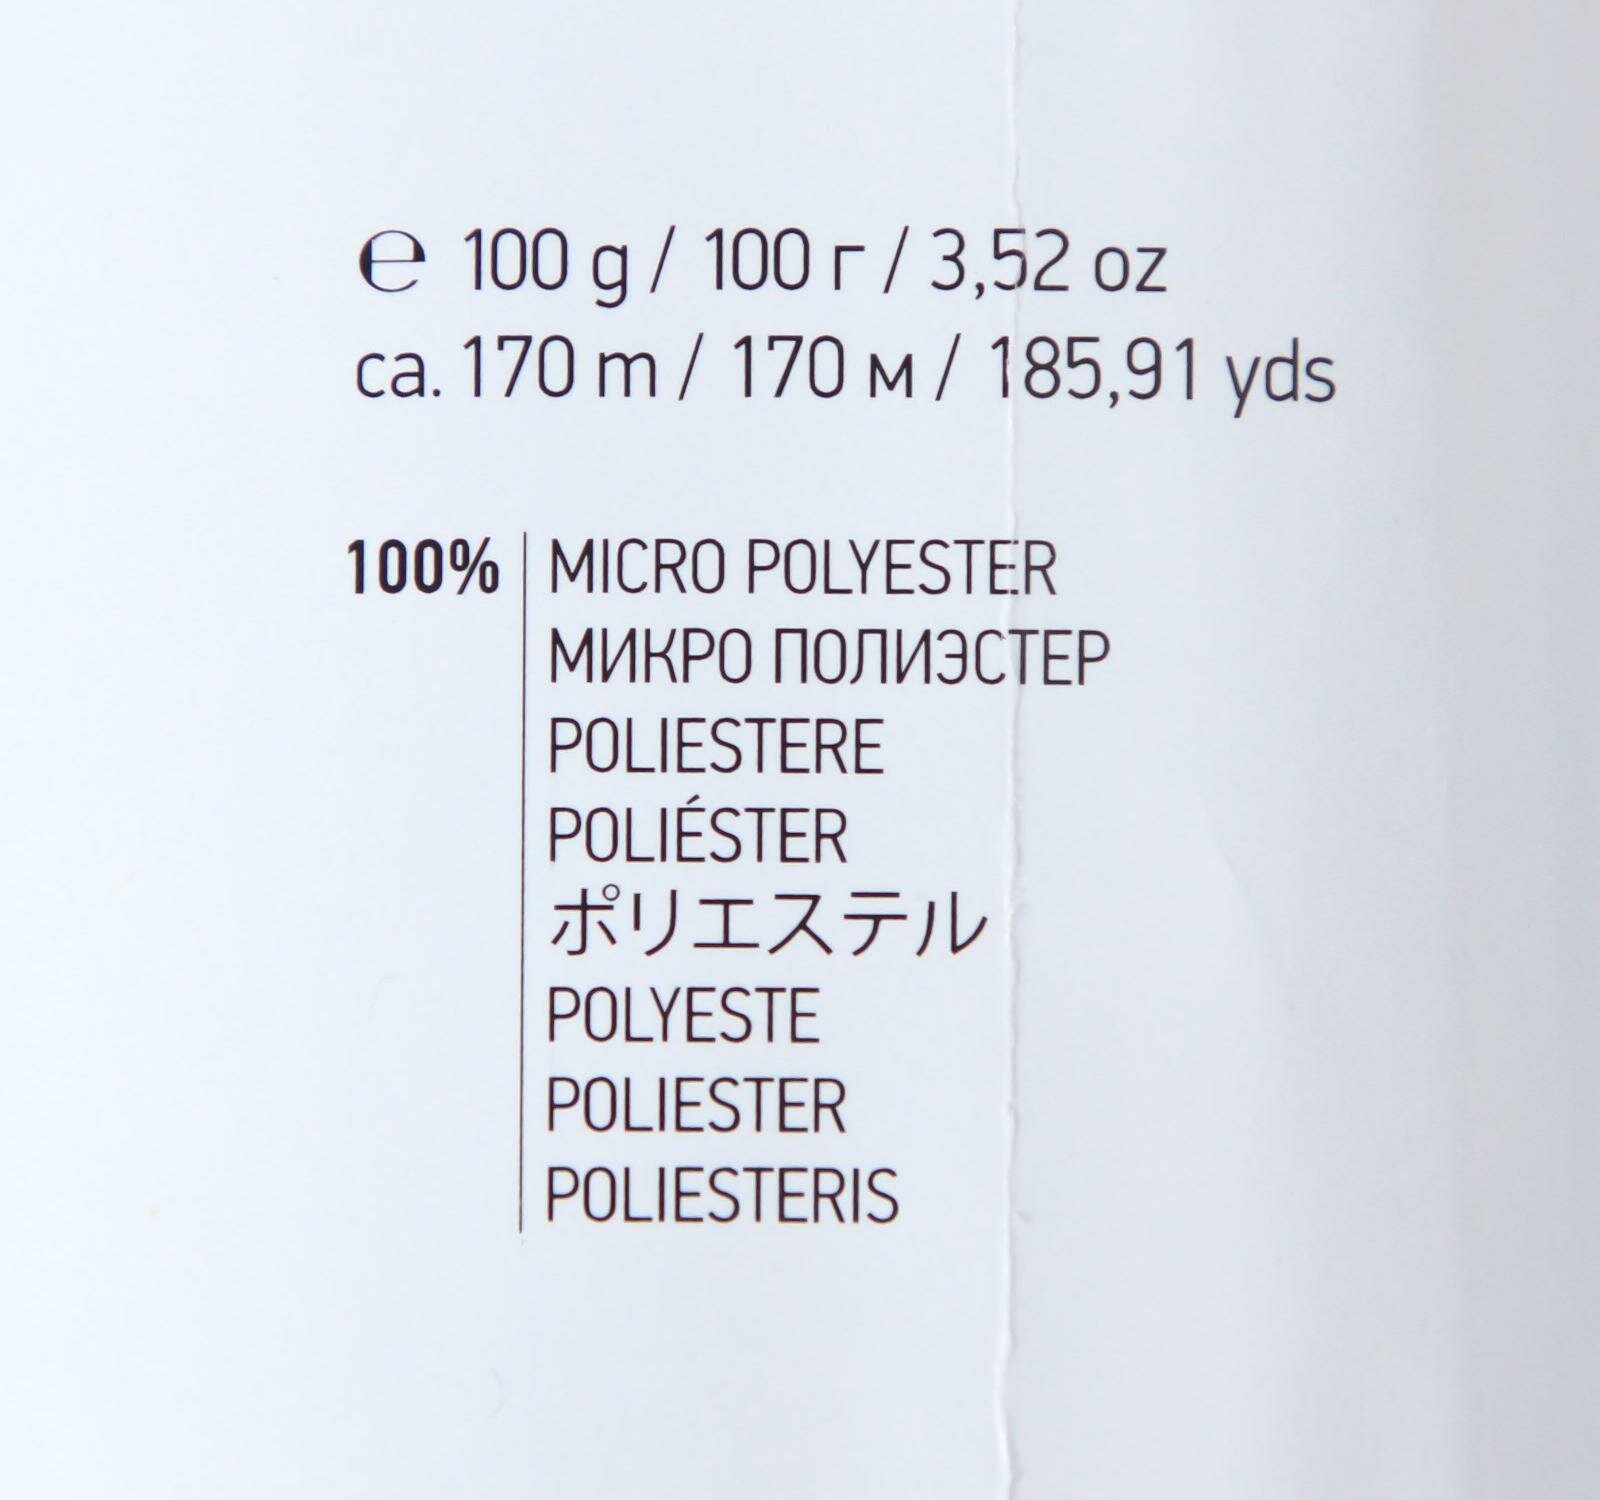 ℮ 100 g / 100 г / 3,52 oz
ca. 170 m / 170 м / 185,91 yds
100% MICRO POLYESTER
МИКРО ПОЛИЭСТЕР
POLIESTERE
POLIÉSTER
ポリエステル
POLYESTE
POLIESTER
POLIESTERIS